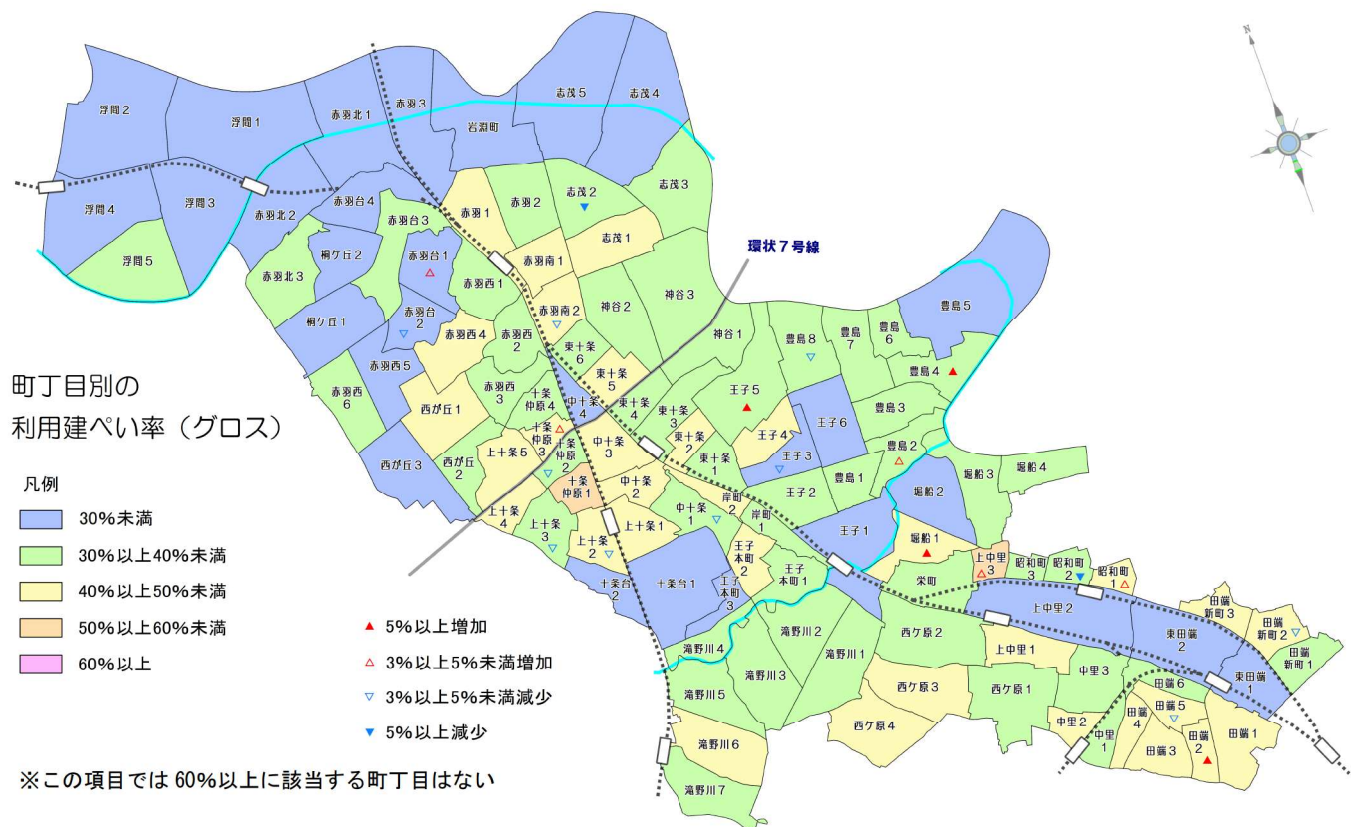 町丁目別の
利用建ぺい率（グロス）
凡例
30％未満
30％以上40％未満
40％以上50％未満
50％以上60％未満
60％以上
5％以上増加
3％以上5％未満増加
3％以上5％未満減少
5％以上減少
※この項目では60％以上に該当する町丁目はない
N
環状７号線
浮間２
浮間１
赤羽北１
赤羽３
岩淵町
志茂５
志茂４
浮間４
浮間３
赤羽北２
赤羽台４
赤羽台３
赤羽１
赤羽２
志茂２
志茂３
浮間５
赤羽北３
桐ケ丘２
赤羽台１
赤羽西１
赤羽南１
志茂１
桐ケ丘１
赤羽台
２
赤羽西４
赤羽西
２
赤羽南２
神谷２
神谷３
神谷１
豊島５
赤羽西５
赤羽西
６
赤羽西
３
東十条
６
東十条
５
東十条
４
東十条
３
東十条
２
東十条
１
豊島８
豊島
７
豊島
６
豊島４
豊島３
豊島２
豊島１
王子５
王子４
王子６
王子３
王子２
王子１
西が丘１
西が丘３
西が丘
２
十条
仲原４
十条
仲原
３
十条
仲原
２
十条
仲原１
中十条
４
中十条
３
中十条
２
中十条
１
上十条５
上十条
４
上十条
３
上十条
２
上十条１
岸町
２
岸町
１
王子
本町
２
王子
本町１
王子
本町
３
十条台
２
十条台１
堀船３
堀船４
堀船２
堀船１
栄町
上中里
３
昭和町
３
昭和町
２
昭和町
１
上中里２
上中里１
田端
新町３
田端
新町２
田端
新町１
東田端
２
東田端
１
滝野川４
滝野川２
滝野川１
滝野川３
滝野川５
滝野川６
滝野川７
西ケ原２
西ケ原３
西ケ原１
西ケ原４
中里３
中里２
中里
１
田端６
田端５
田端
４
田端３
田端
２
田端１